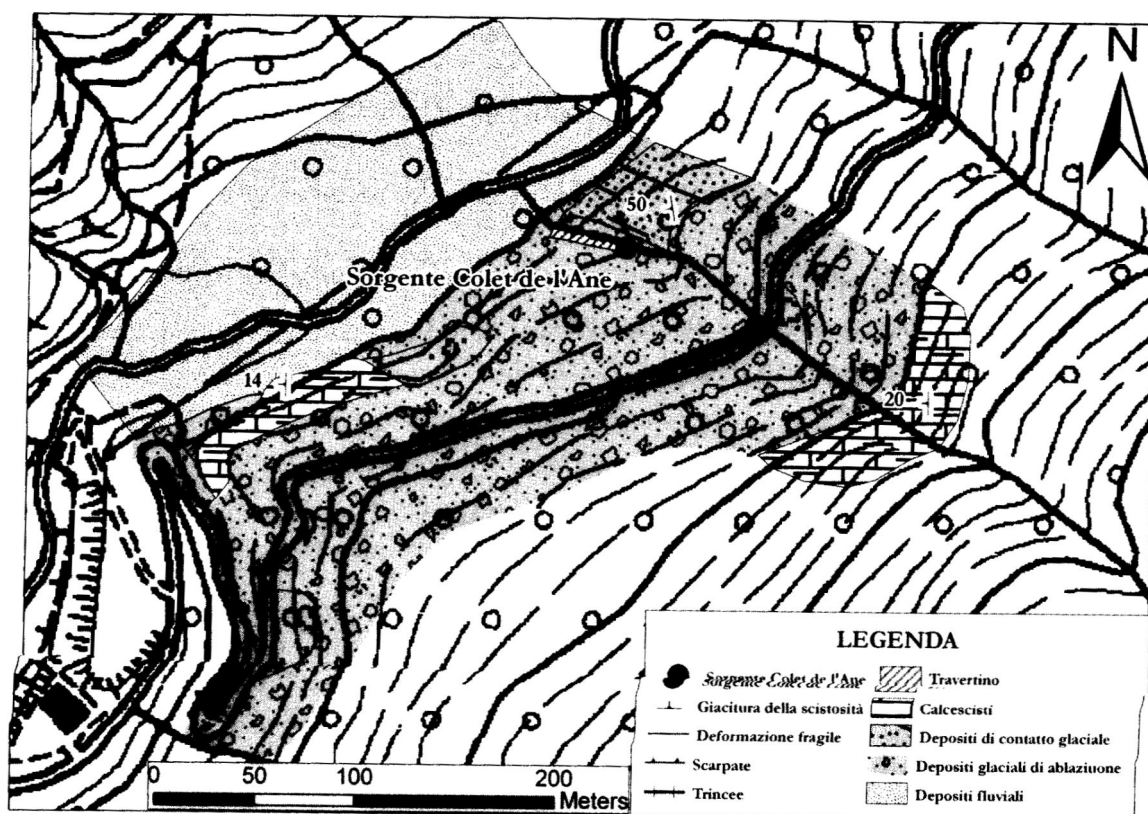 N
50
Sorgente Colet de l'Ane
14
20
LEGENDA
Sorgente Colet de l'Ane
Travertino
Giacitura della scistosità
Calcescisti
Deformazione fragile
Depositi di contatto glaciale
Scarpate
Depositi glaciali di ablaziuone
Trincee
Depositi fluviali
0 50 100 200
Meters